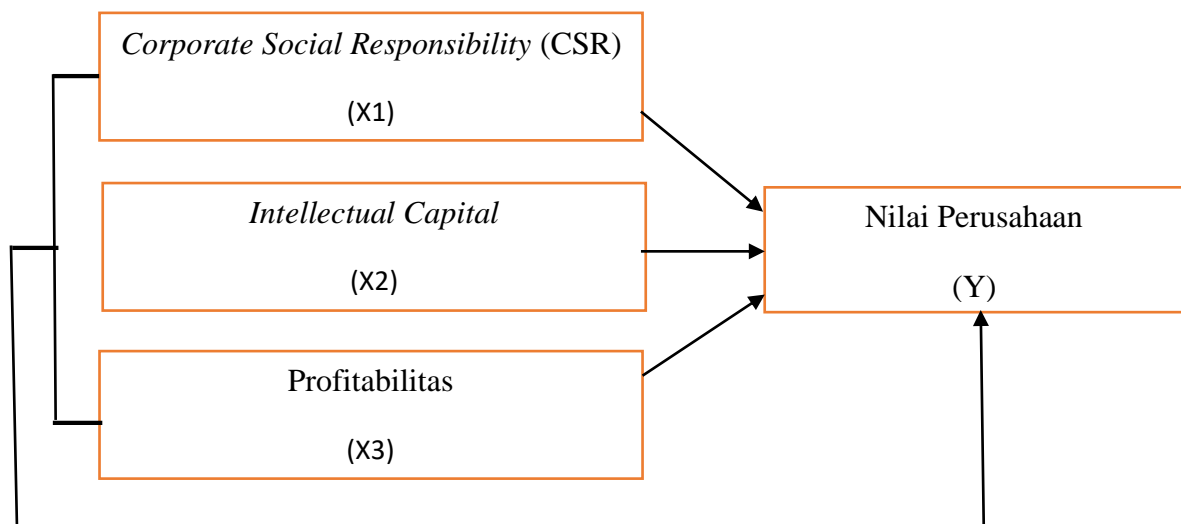 Corporate Social Responsibility (CSR)
(X1)
Intellectual Capital
(X2)
Profitabilitas
(X3)
Nilai Perusahaan
(Y)